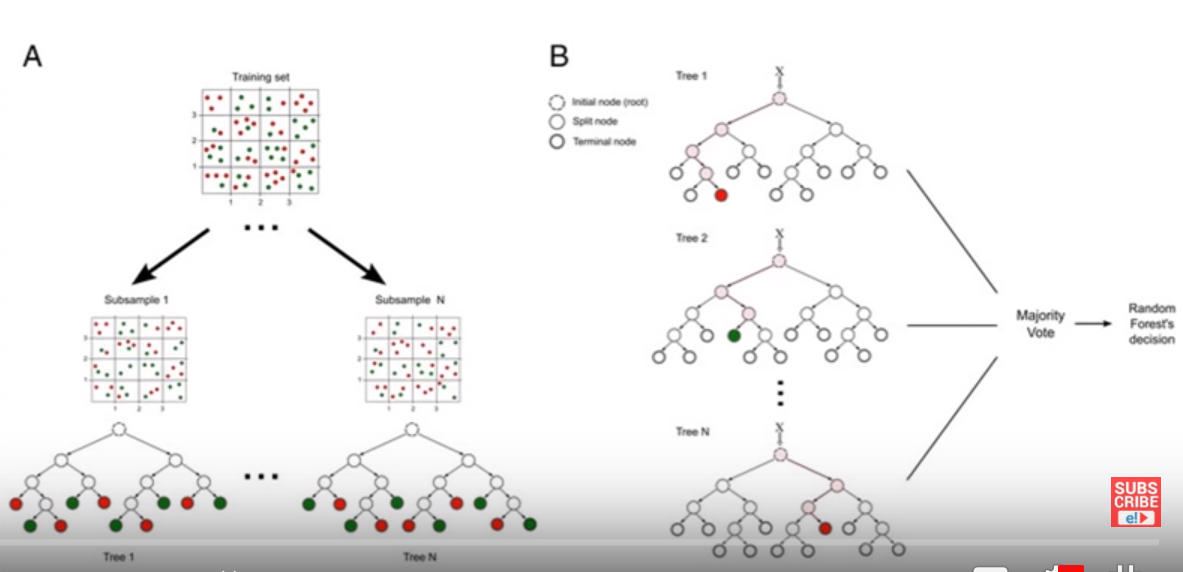 A
Training set
3
2
1
1 2 3
Subsample 1
Subsample N
3
2
1
1 2 3
3
2
1
1 2 3
Tree 1
Tree N
B
Initial node (root)
Split node
Terminal node
Tree 1
X
Tree 2
X
Tree N
X
Majority
Vote
Random
Forest's
decision
SUBS
CRIBE
e!